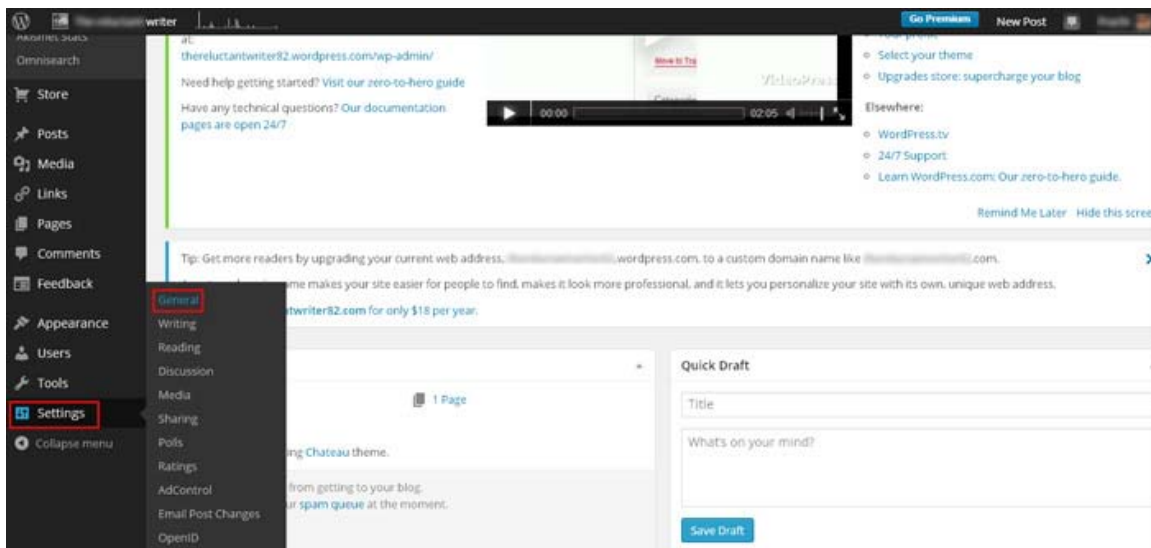 writer
Go Premium
New Post
Akismet Stats
Omnisearch
Store
Posts
Media
Links
Pages
Comments
Feedback
Appearance
Users
Tools
Settings
Collapse menu
General
Writing
Reading
Discussion
Media
Sharing
Polls
Ratings
AdControl
Email Post Changes
OpenID
at:
thereluctantwriter82.wordpress.com/wp-admin/
Need help getting started? Visit our zero-to-hero guide
Have any technical questions? Our documentation
pages are open 24/7
Move to Tra
VideoPress
00:00
02:05
Select your theme
Upgrades store: supercharge your blog
Elsewhere:
WordPress.tv
24/7 Support
Learn WordPress.com: Our zero-to-hero guide.
Remind Me Later
Hide this scree
Tip: Get more readers by upgrading your current web address, .wordpress.com, to a custom domain name like .com.
me makes your site easier for people to find, makes it look more professional, and it lets you personalize your site with its own, unique web address.
twriter82.com for only $18 per year.
1 Page
ing Chateau theme.
from getting to your blog.
ur spam queue at the moment.
Quick Draft
Title
What's on your mind?
Save Draft